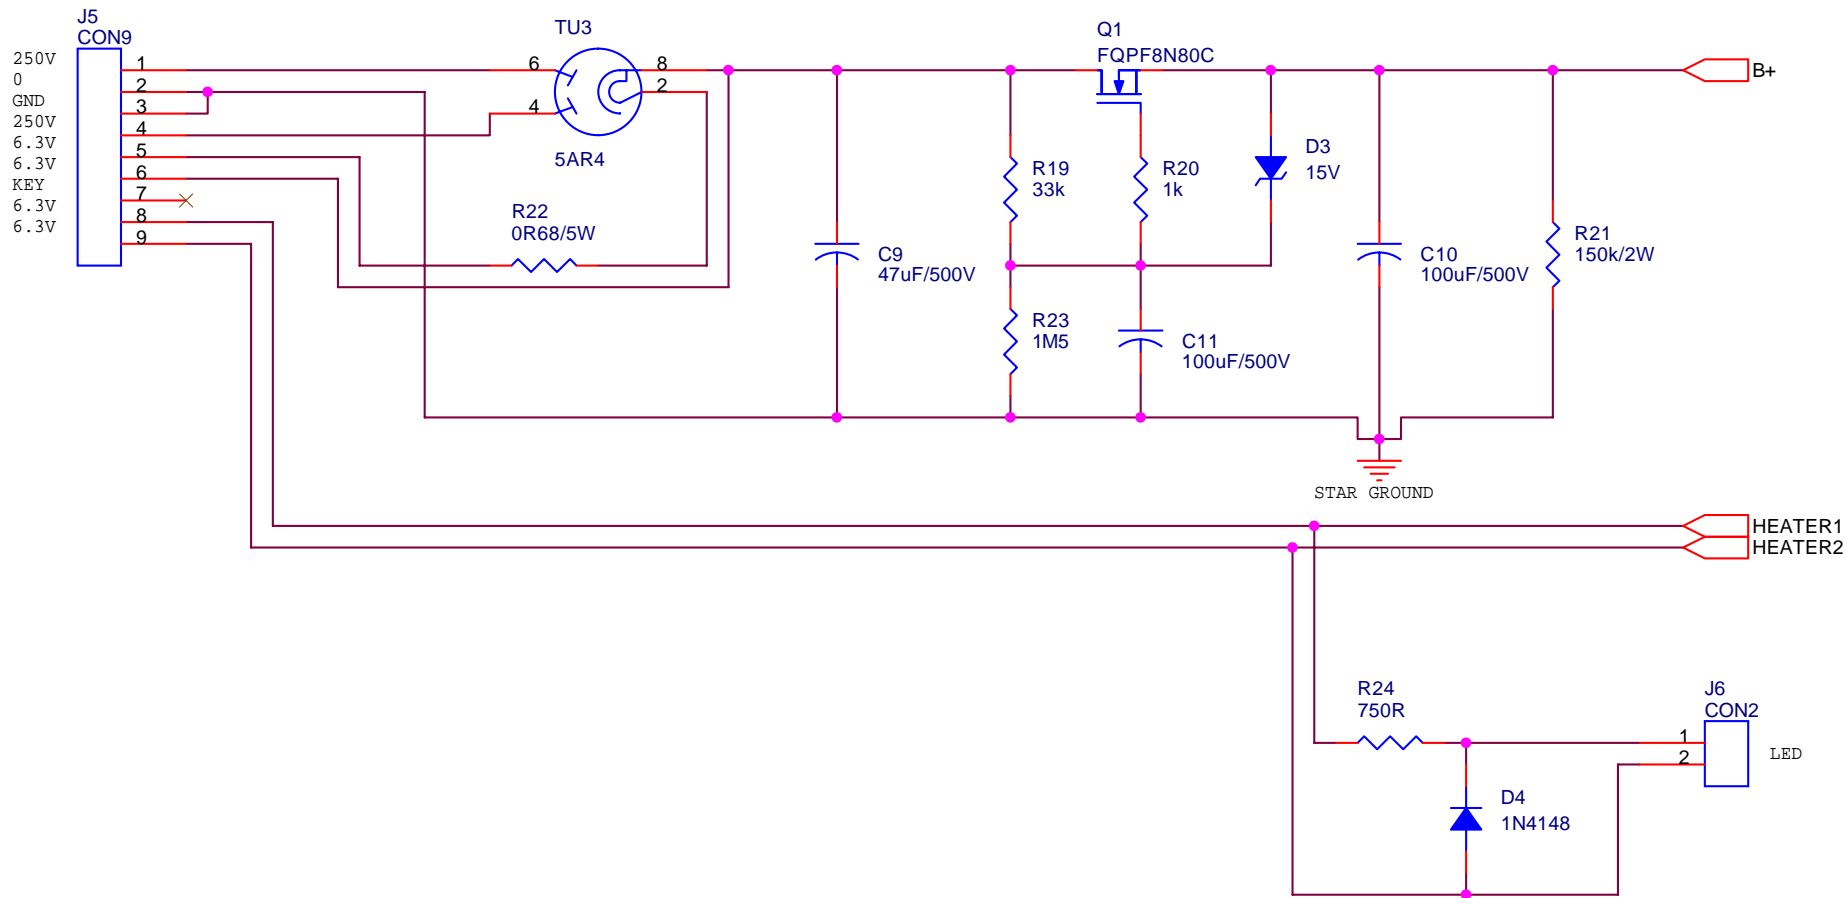 J5
CON9
250V
0
GND
250V
6.3V
6.3V
KEY
6.3V
6.3V
1
2
3
4
5
6
7
8
9
TU3
6
4
8
2
5AR4
R22
0R68/5W
C9
47uF/500V
Q1
FQPF8N80C
R19
33k
R20
1k
D3
15V
R23
1M5
C11
100uF/500V
C10
100uF/500V
R21
150k/2W
B+
STAR GROUND
HEATER1
HEATER2
R24
750R
D4
1N4148
J6
CON2
1
2
LED